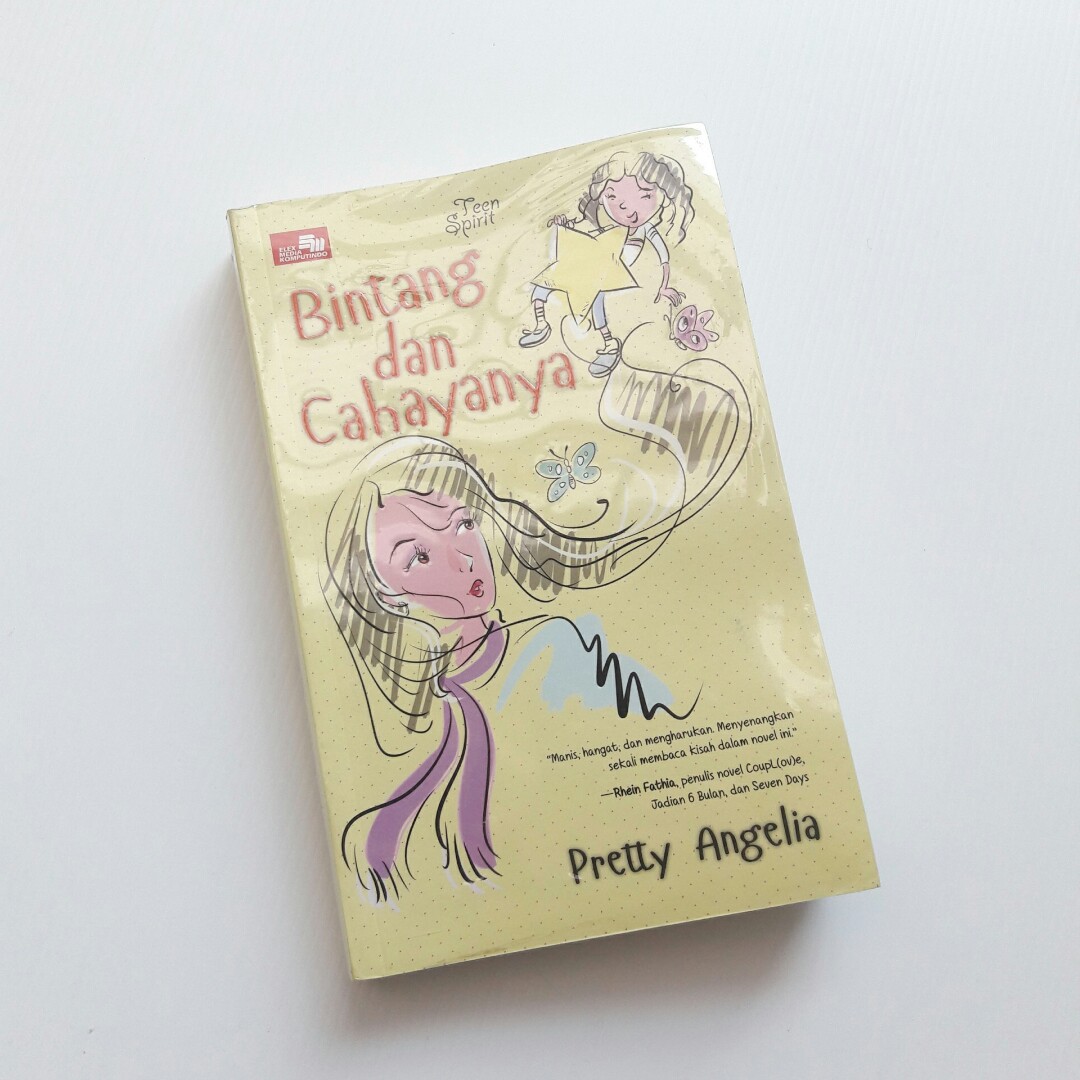 Teen
Spirit
ELEX
MEDIA
KOMPUTINDO
Bintang
dan
Cahayanya
"Manis, hangat, dan mengharukan. Menyenangkan
sekali membaca kisah dalam novel ini."
—Rhein Fathia, penulis novel CoupL(ov)e,
Jadian 6 Bulan, dan Seven Days
Pretty Angelia